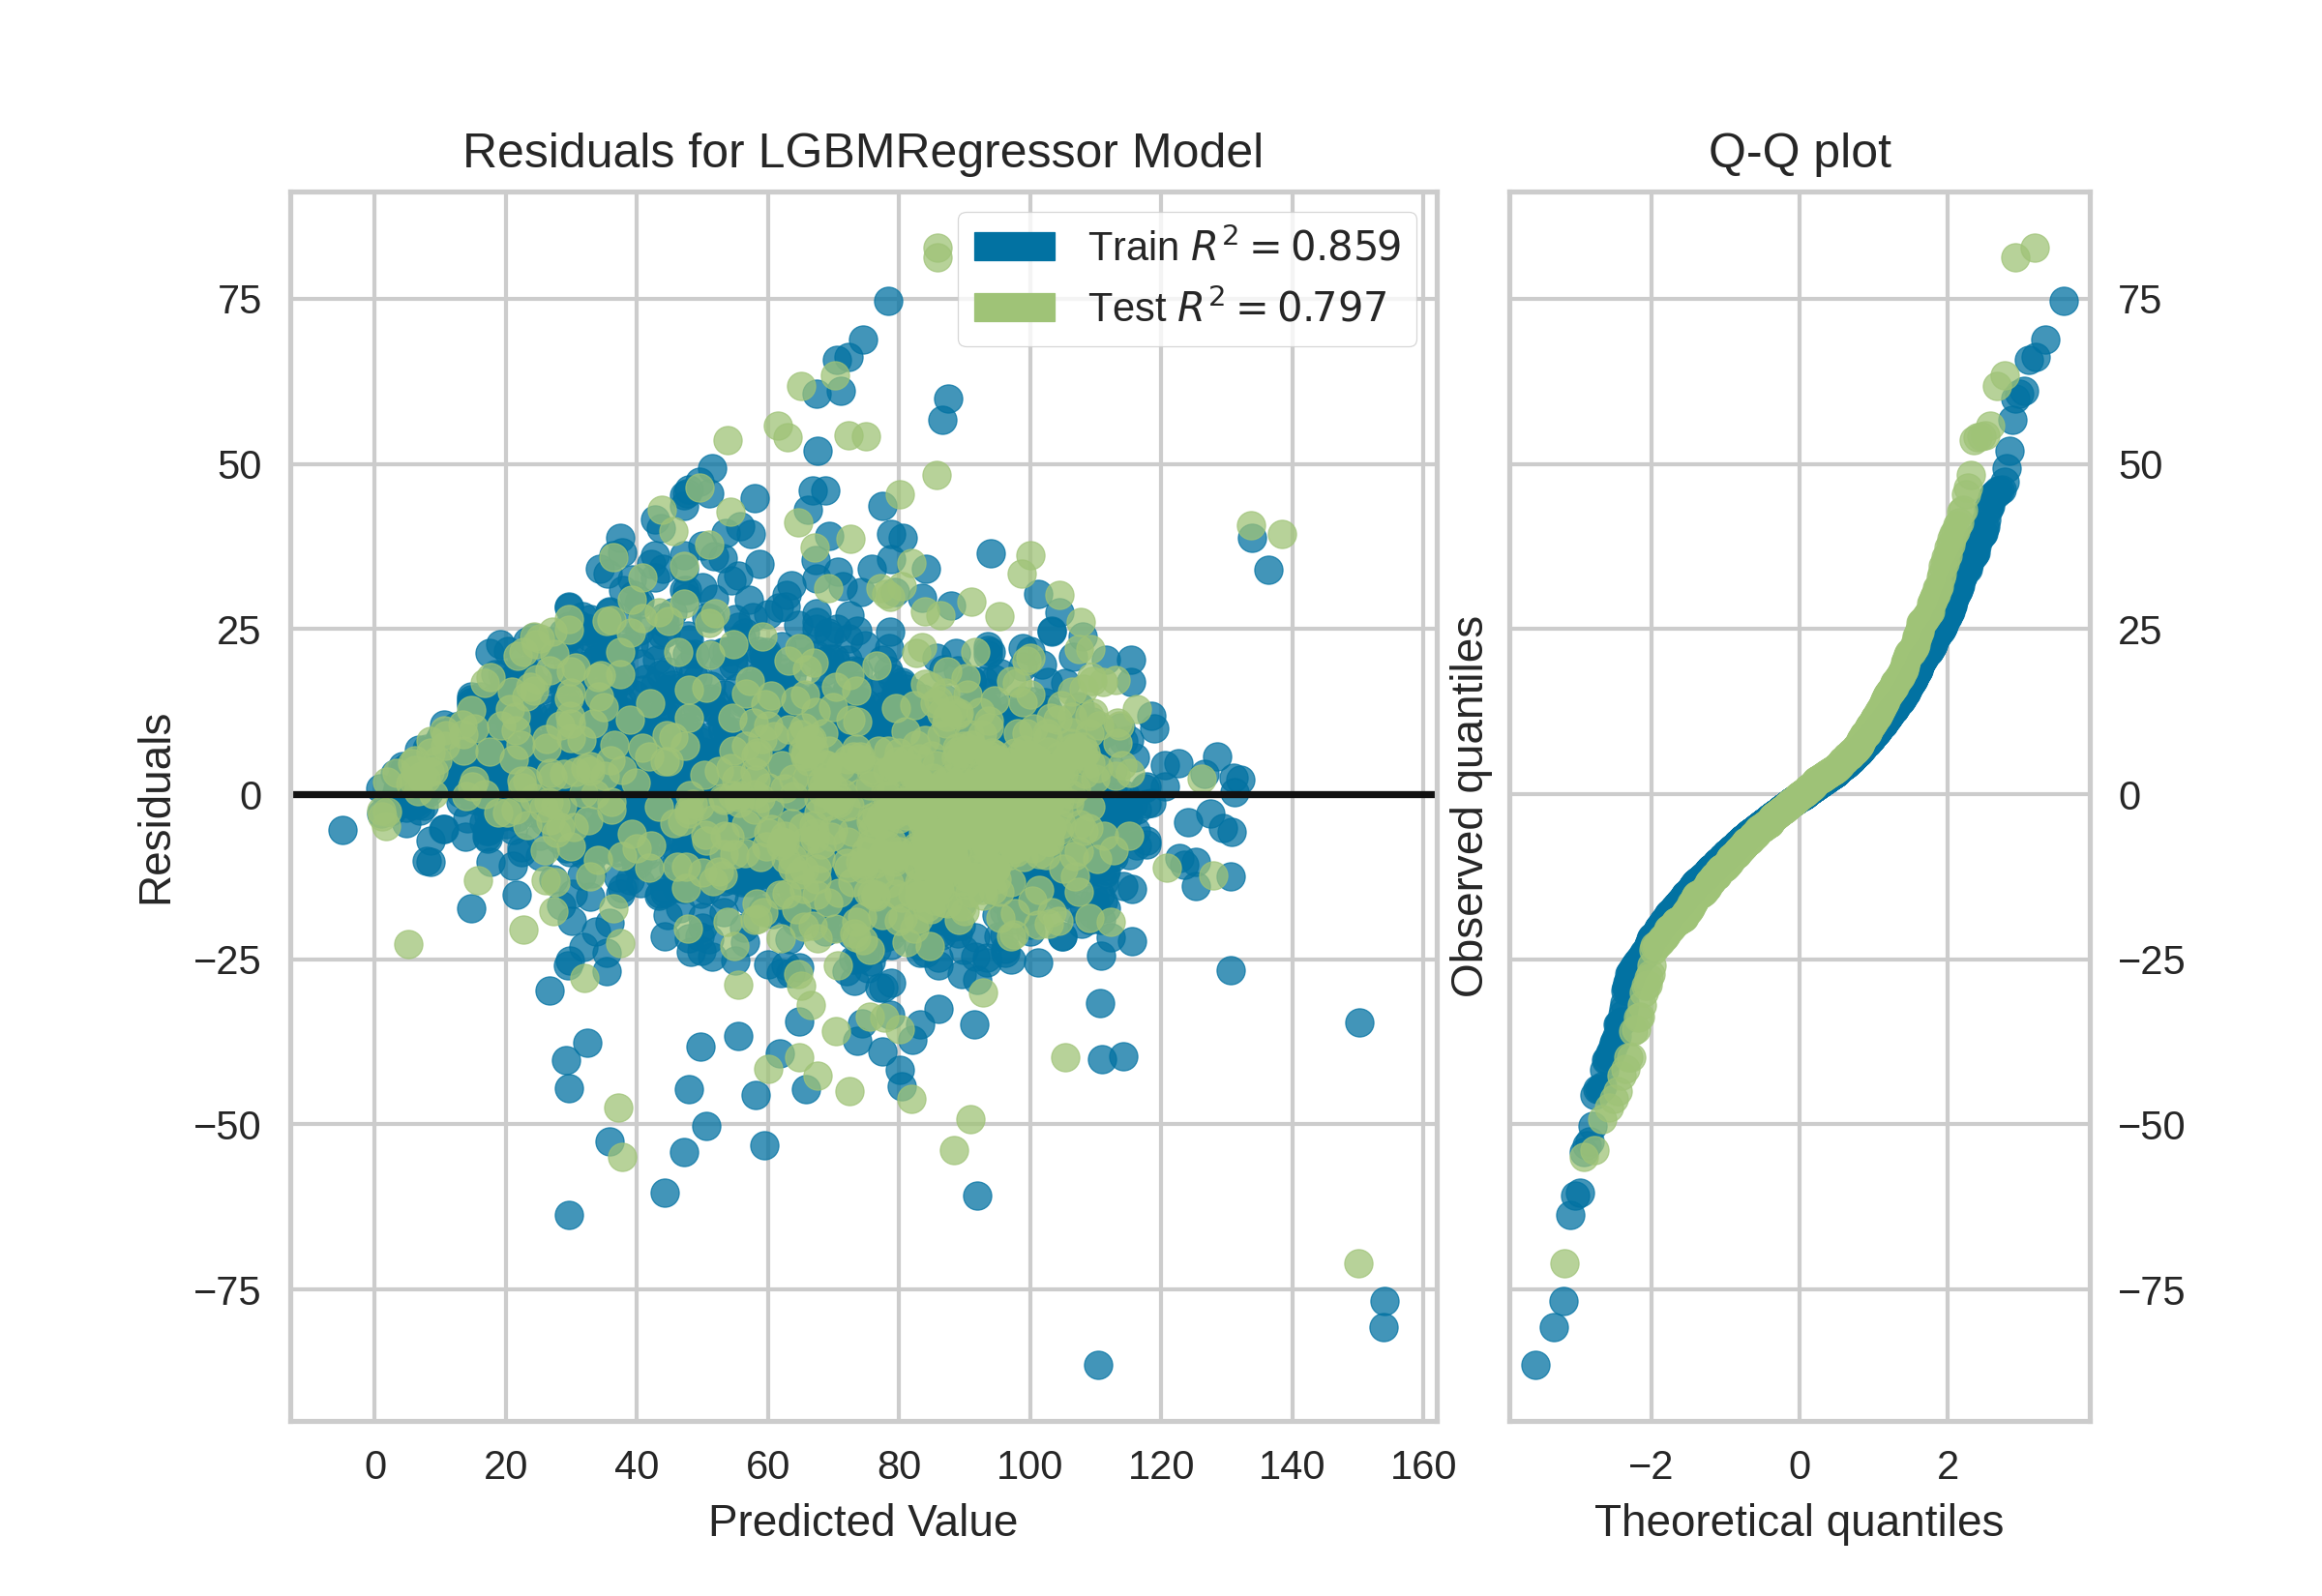 Residuals for LGBMRegressor Model
Train R² = 0.859
Test R² = 0.797
Residuals
75
50
25
0
−25
−50
−75
0 20 40 60 80 100 120 140 160
Predicted Value
Q-Q plot
Observed quantiles
75
50
25
0
−25
−50
−75
−2 0 2
Theoretical quantiles